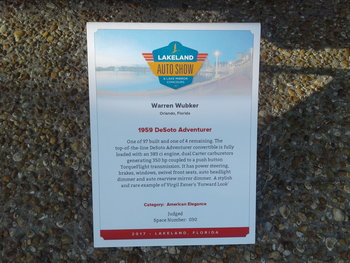 LAKELAND
AUTO SHOW
& LAKE MIRROR
CONCOURS
Warren Wubker
Orlando, Florida
1959 DeSoto Adventurer
One of 97 built and one of 4 remaining. The
top-of-the-line DeSoto Adventurer convertible is fully
loaded with an 383 ci engine, dual Carter carburetors
generating 350 hp coupled to a push button
TorqueFlight transmission. It has power steering,
brakes, windows, swivel front seats, auto headlight
dimmer and auto rearview mirror dimmer. A stylish
and rare example of Virgil Exner's 'Forward Look'
Category: American Elegance
Judged
Space Number: 092
2017 - LAKELAND, FLORIDA